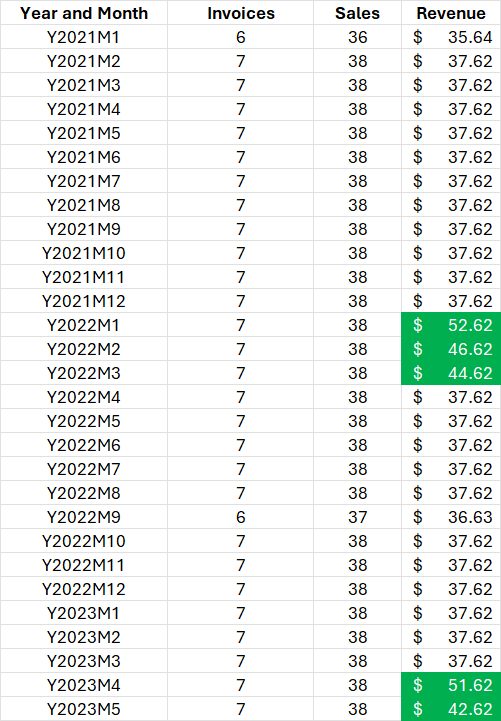 Year and Month Invoices Sales Revenue
Y2021M1 6 36 $ 35.64
Y2021M2 7 38 $ 37.62
Y2021M3 7 38 $ 37.62
Y2021M4 7 38 $ 37.62
Y2021M5 7 38 $ 37.62
Y2021M6 7 38 $ 37.62
Y2021M7 7 38 $ 37.62
Y2021M8 7 38 $ 37.62
Y2021M9 7 38 $ 37.62
Y2021M10 7 38 $ 37.62
Y2021M11 7 38 $ 37.62
Y2021M12 7 38 $ 37.62
Y2022M1 7 38 $ 52.62
Y2022M2 7 38 $ 46.62
Y2022M3 7 38 $ 44.62
Y2022M4 7 38 $ 37.62
Y2022M5 7 38 $ 37.62
Y2022M6 7 38 $ 37.62
Y2022M7 7 38 $ 37.62
Y2022M8 7 38 $ 37.62
Y2022M9 6 37 $ 36.63
Y2022M10 7 38 $ 37.62
Y2022M11 7 38 $ 37.62
Y2022M12 7 38 $ 37.62
Y2023M1 7 38 $ 37.62
Y2023M2 7 38 $ 37.62
Y2023M3 7 38 $ 37.62
Y2023M4 7 38 $ 51.62
Y2023M5 7 38 $ 42.62